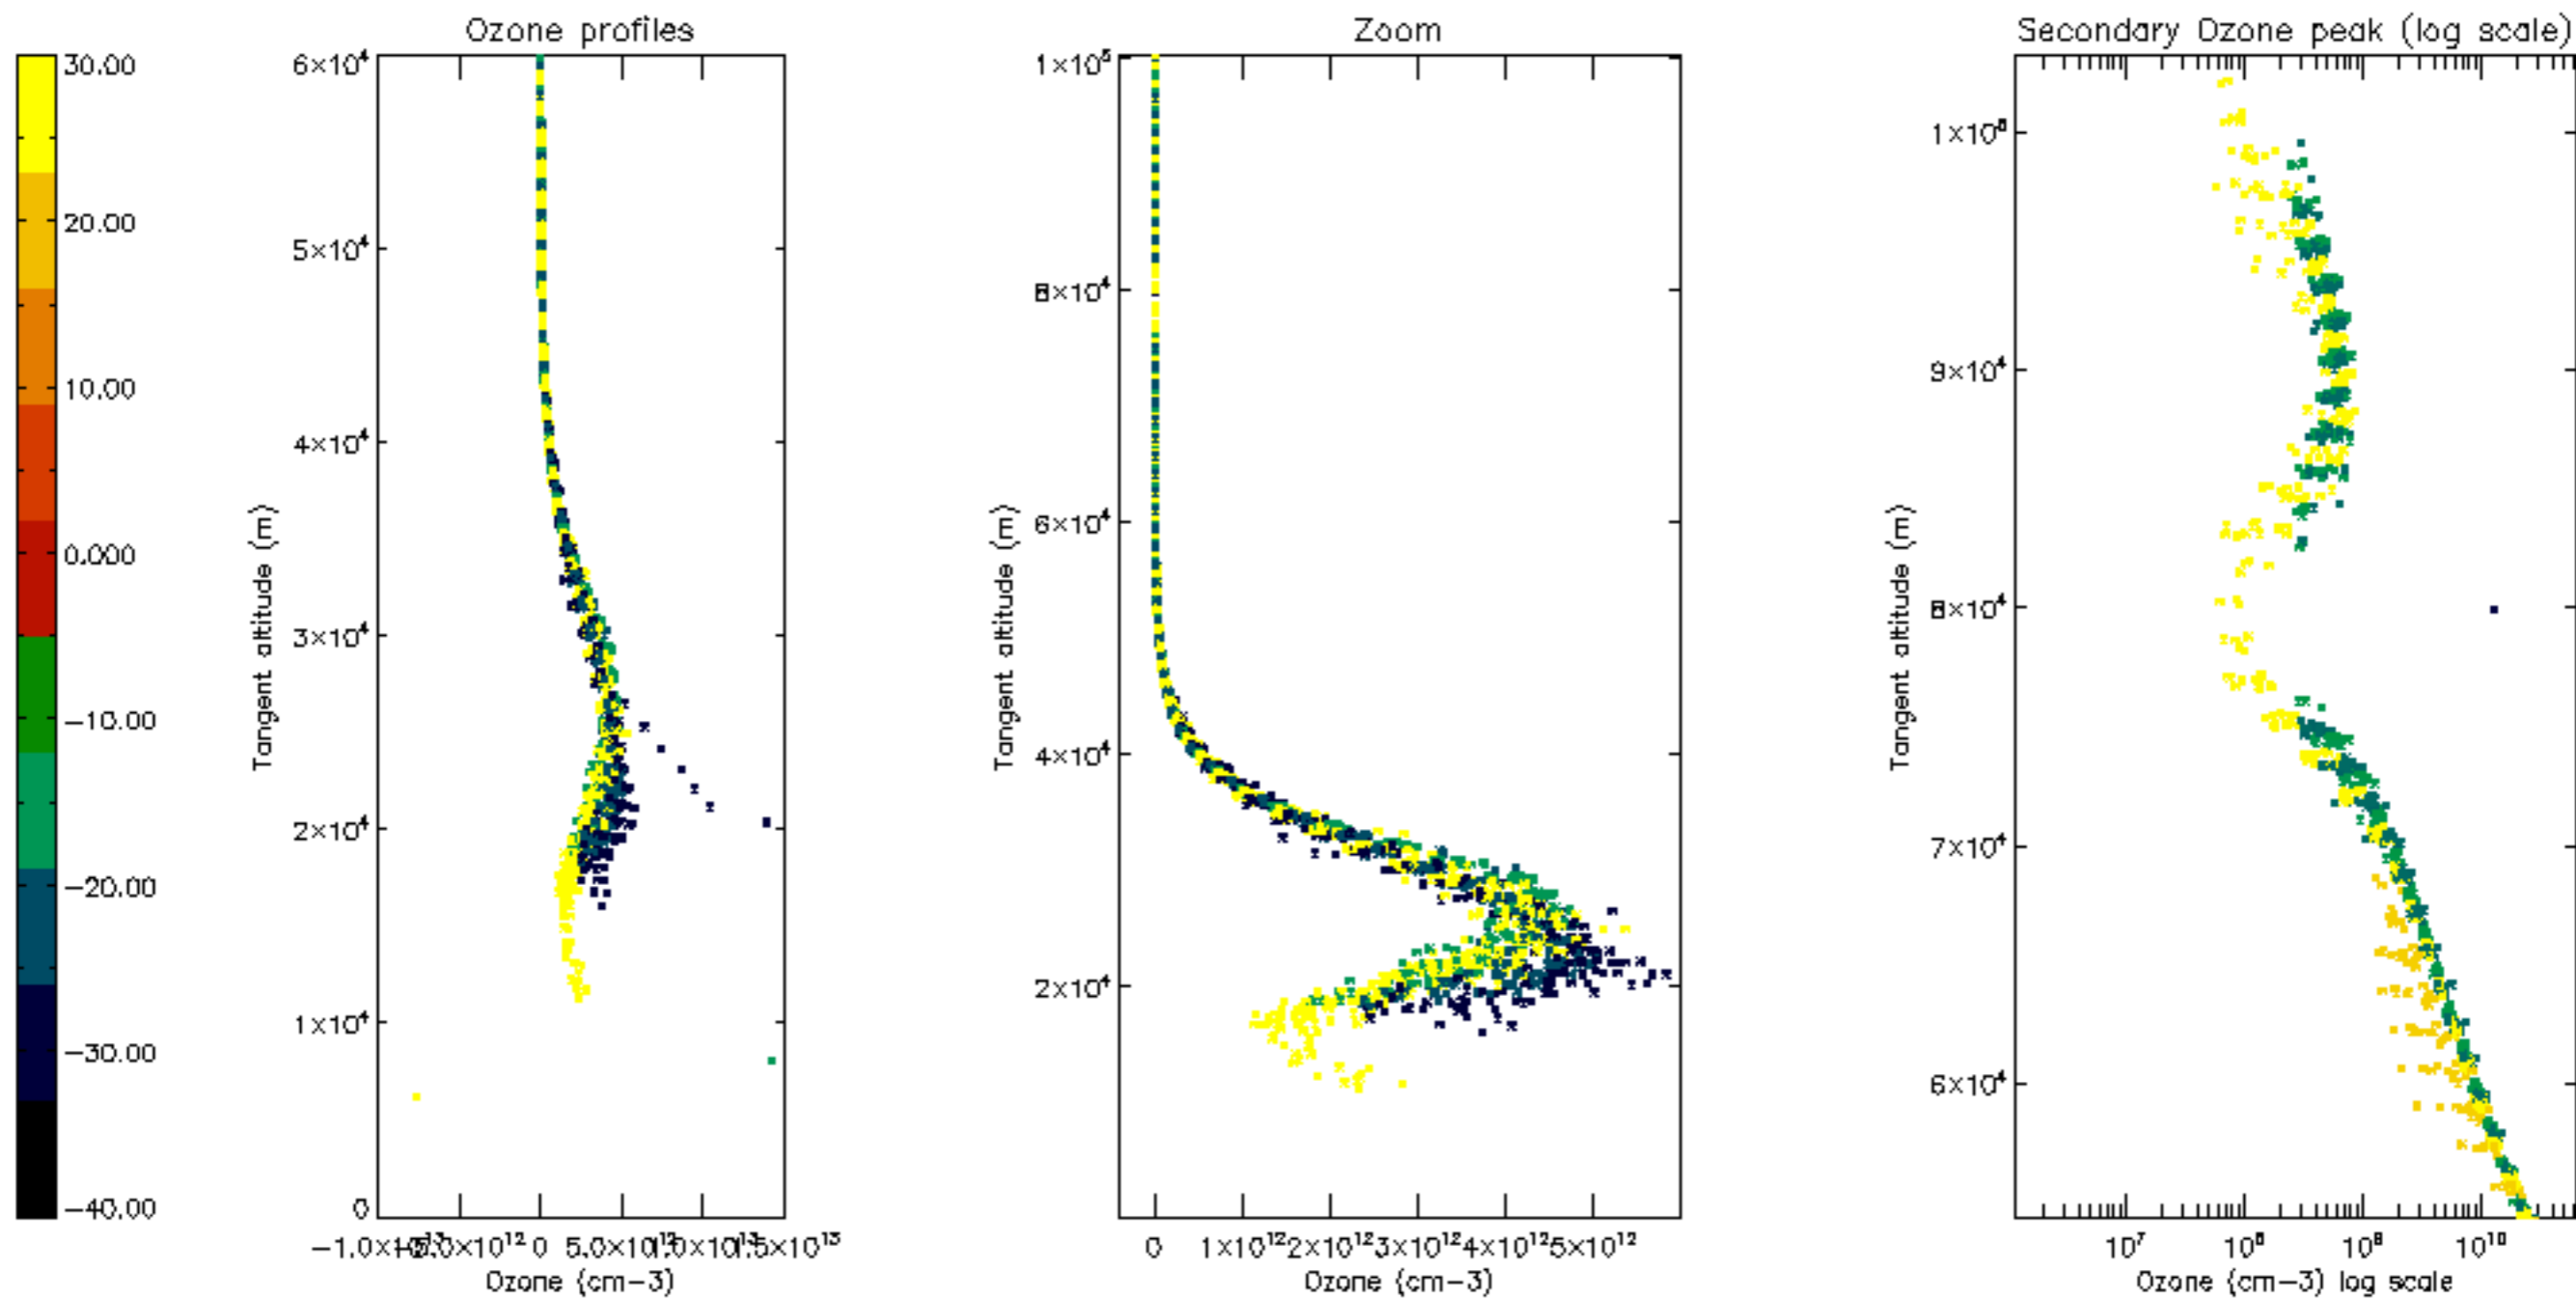 Ozone profiles
Zoom
Secondary Ozone peak (log scale)
30.00
20.00
10.00
0.000
−10.00
−20.00
−30.00
−40.00
6×10⁴
5×10⁴
4×10⁴
3×10⁴
2×10⁴
1×10⁴
0
Tangent altitude (m)
5.0×10¹²
0
Ozone (cm−3)
1×10⁵
8×10⁴
6×10⁴
4×10⁴
2×10⁴
Tangent altitude (m)
0 1×10¹² 2×10¹² 3×10¹² 4×10¹² 5×10¹²
Ozone (cm−3)
9×10⁴
8×10⁴
7×10⁴
6×10⁴
Tangent altitude (m)
10⁷ 10⁸ 10⁹ 10¹⁰
Ozone (cm−3) log scale